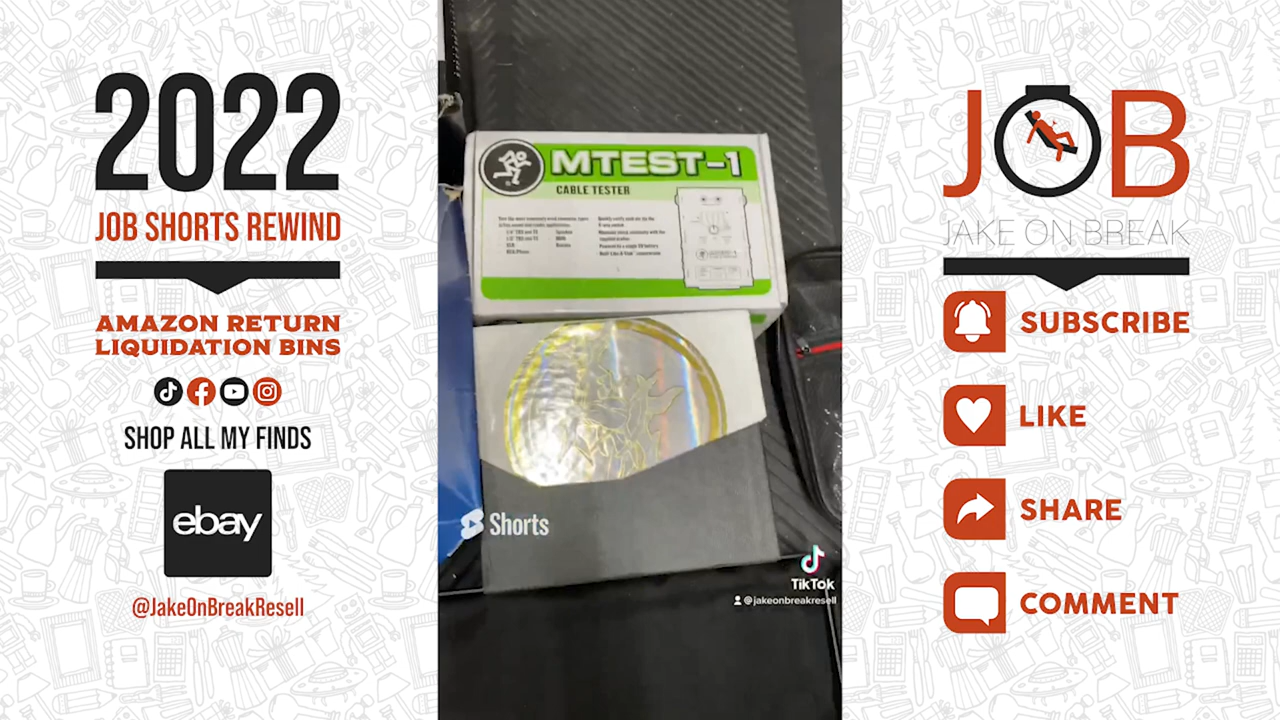 2022
JOB SHORTS REWIND
AMAZON RETURN
LIQUIDATION BINS
SHOP ALL MY FINDS
ebay
@JakeOnBreakResell
MTEST-1
CABLE TESTER
Shorts
TikTok
@jakeonbreakresell
JOB
JAKE ON BREAK
SUBSCRIBE
LIKE
SHARE
COMMENT